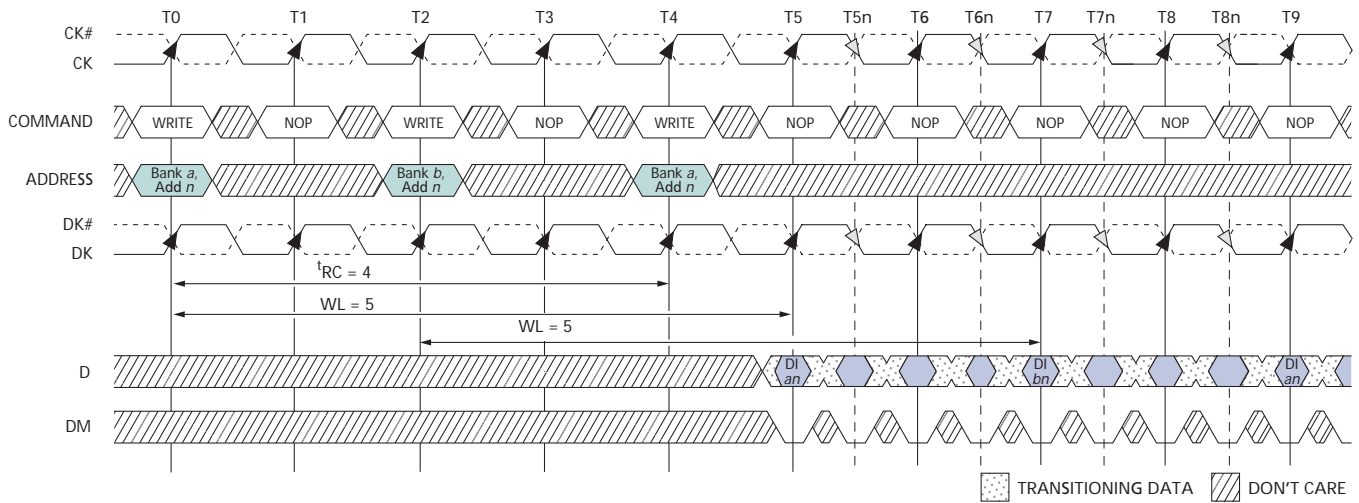 T0 T1 T2 T3 T4 T5 T5n T6 T6n T7 T7n T8 T8n T9
CK#
CK
COMMAND WRITE NOP WRITE NOP WRITE NOP NOP NOP NOP NOP
ADDRESS Bank a, Add n Bank b, Add n Bank a, Add n
DK#
DK
tRC = 4
WL = 5
WL = 5
D DI an DI bn DI an
DM
TRANSITIONING DATA DON'T CARE